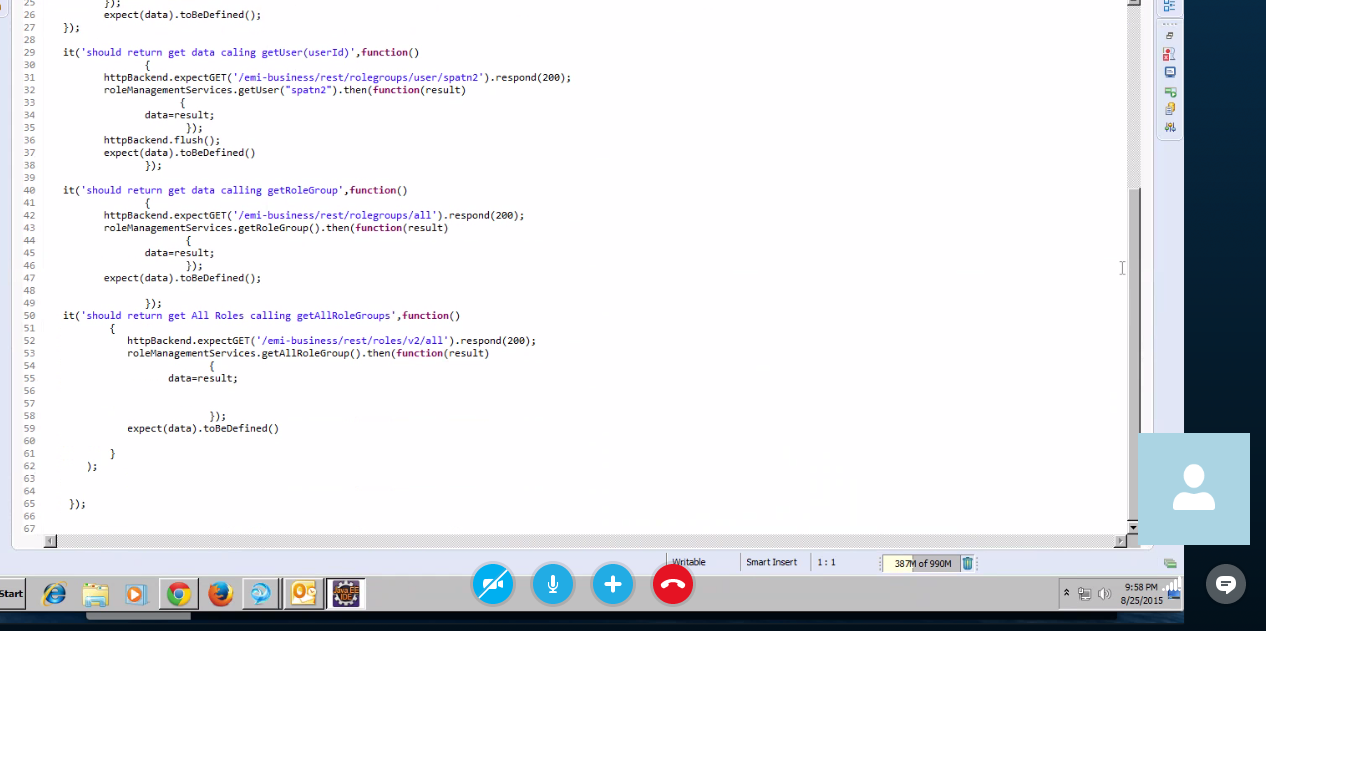 25 });
26 expect(data).toBeDefined();
27 });
28
29 it('should return get data caling getUser(userId)',function()
30 {
31 httpBackend.expectGET('/emi-business/rest/rolegroups/user/spatn2').respond(200);
32 roleManagementServices.getUser("spatn2").then(function(result)
33 {
34 data=result;
35 });
36 httpBackend.flush();
37 expect(data).toBeDefined()
38 });
39
40 it('should return get data calling getRoleGroup',function()
41 {
42 httpBackend.expectGET('/emi-business/rest/rolegroups/all').respond(200);
43 roleManagementServices.getRoleGroup().then(function(result)
44 {
45 data=result;
46 });
47 expect(data).toBeDefined();
48
49 });
50 it('should return get All Roles calling getAllRoleGroups',function()
51 {
52 httpBackend.expectGET('/emi-business/rest/roles/v2/all').respond(200);
53 roleManagementServices.getAllRoleGroup().then(function(result)
54 {
55 data=result;
56
57
58 });
59 expect(data).toBeDefined()
60
61 }
62 );
63
64
65 });
66
67
Writable Smart Insert 1 : 1 387M of 990M
Start Java EE IDE 9:58 PM
8/25/2015